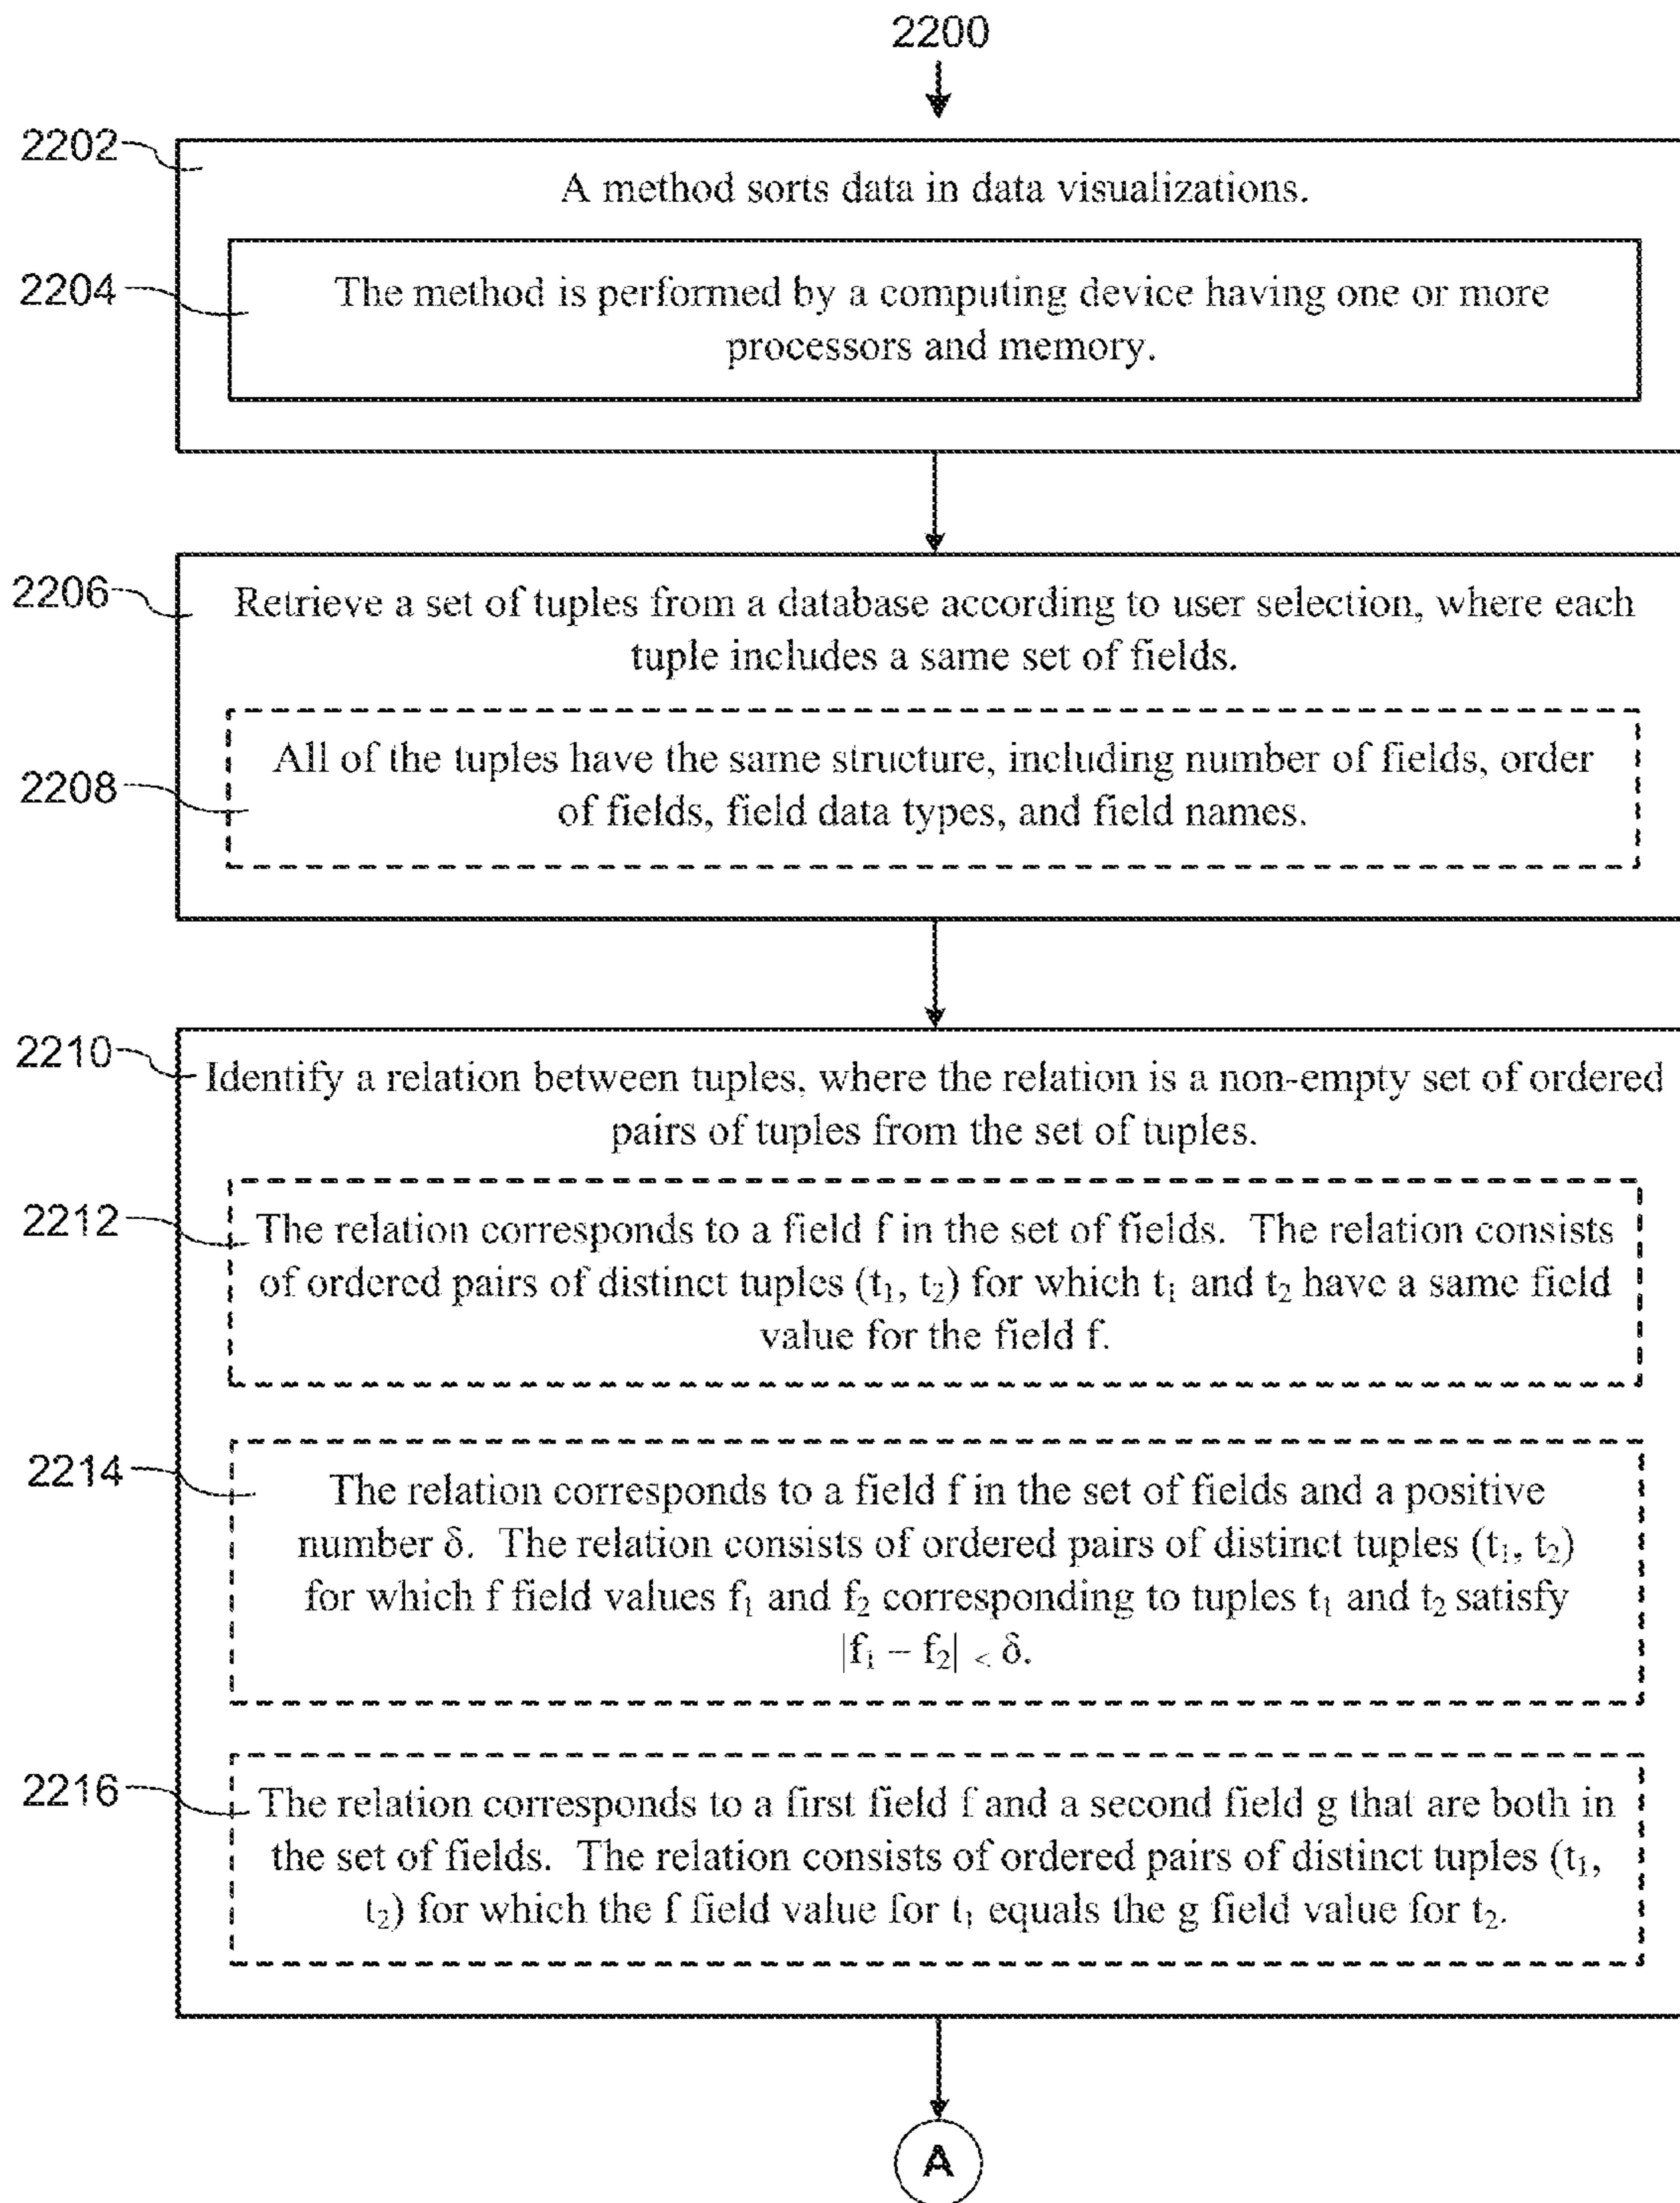 2200
2202
A method sorts data in data visualizations.
2204
The method is performed by a computing device having one or more
processors and memory.
2206
Retrieve a set of tuples from a database according to user selection, where each
tuple includes a same set of fields.
2208
All of the tuples have the same structure, including number of fields, order
of fields, field data types, and field names.
2210
Identify a relation between tuples, where the relation is a non-empty set of ordered
pairs of tuples from the set of tuples.
2212
The relation corresponds to a field f in the set of fields.  The relation consists
of ordered pairs of distinct tuples (t₁, t₂) for which t₁ and t₂ have a same field
value for the field f.
2214
The relation corresponds to a field f in the set of fields and a positive
number δ.  The relation consists of ordered pairs of distinct tuples (t₁, t₂)
for which f field values f₁ and f₂ corresponding to tuples t₁ and t₂ satisfy
|f₁ – f₂| < δ.
2216
The relation corresponds to a first field f and a second field g that are both in
the set of fields.  The relation consists of ordered pairs of distinct tuples (t₁,
t₂) for which the f field value for t₁ equals the g field value for t₂.
A